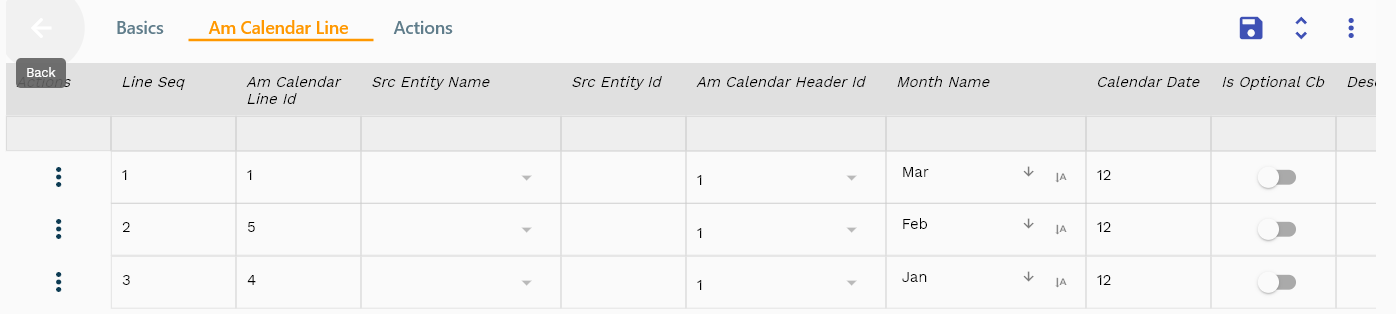 Basics Am Calendar Line Actions
Back
Actions Line Seq Am Calendar Line Id Src Entity Name Src Entity Id Am Calendar Header Id Month Name Calendar Date Is Optional Cb
1 1 1 Mar 12
2 5 1 Feb 12
3 4 1 Jan 12